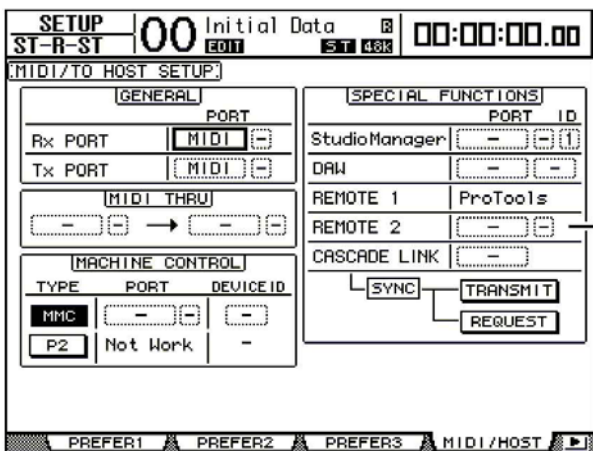 SETUP
ST-R-ST
00 Initial Data R
EDIT ST 48k
00:00:00.00
MIDI/TO HOST SETUP
GENERAL
PORT
Rx PORT MIDI -
Tx PORT MIDI -
MIDI THRU
- - → - -
MACHINE CONTROL
TYPE PORT DEVICE ID
MMC - - -
P2 Not Work -
SPECIAL FUNCTIONS
PORT ID
StudioManager - - 1
DAW - -
REMOTE 1 ProTools
REMOTE 2 - -
CASCADE LINK -
SYNC TRANSMIT
REQUEST
PREFER1 PREFER2 PREFER3 MIDI/HOST